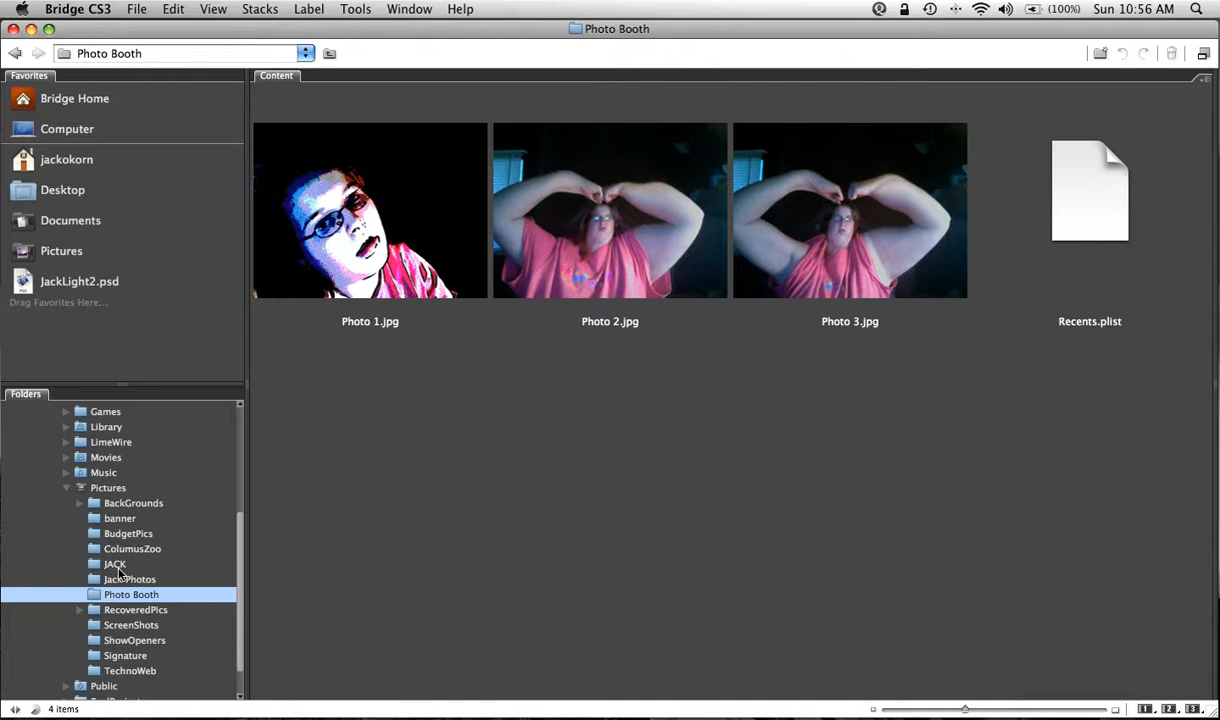 Bridge CS3 File Edit View Stacks Label Tools Window Help (100%) Sun 10:56 AM
Photo Booth
Photo Booth
Favorites
Content
Bridge Home
Computer
jackokorn
Desktop
Documents
Pictures
JackLight2.psd
Drag Favorites Here...
Photo 1.jpg Photo 2.jpg Photo 3.jpg Recents.plist
Folders
Games
Library
LimeWire
Movies
Music
Pictures
BackGrounds
banner
BudgetPics
ColumusZoo
JACK
JackPhotos
Photo Booth
RecoveredPics
ScreenShots
ShowOpeners
Signature
TechnoWeb
Public
4 items 1 2 3